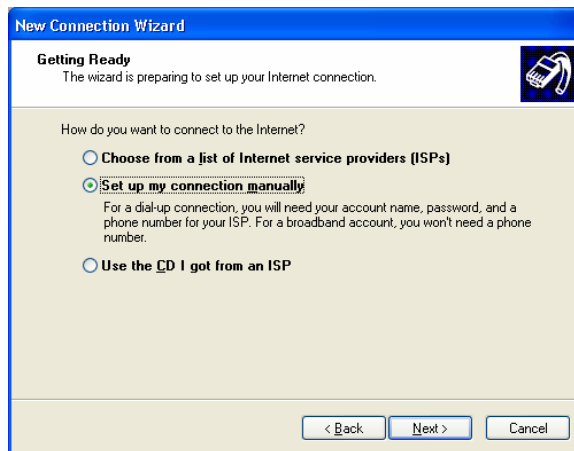 New Connection Wizard
Getting Ready
The wizard is preparing to set up your Internet connection.
How do you want to connect to the Internet?
Choose from a list of Internet service providers (ISPs)
Set up my connection manually
For a dial-up connection, you will need your account name, password, and a
phone number for your ISP. For a broadband account, you won't need a phone
number.
Use the CD I got from an ISP
< Back Next > Cancel